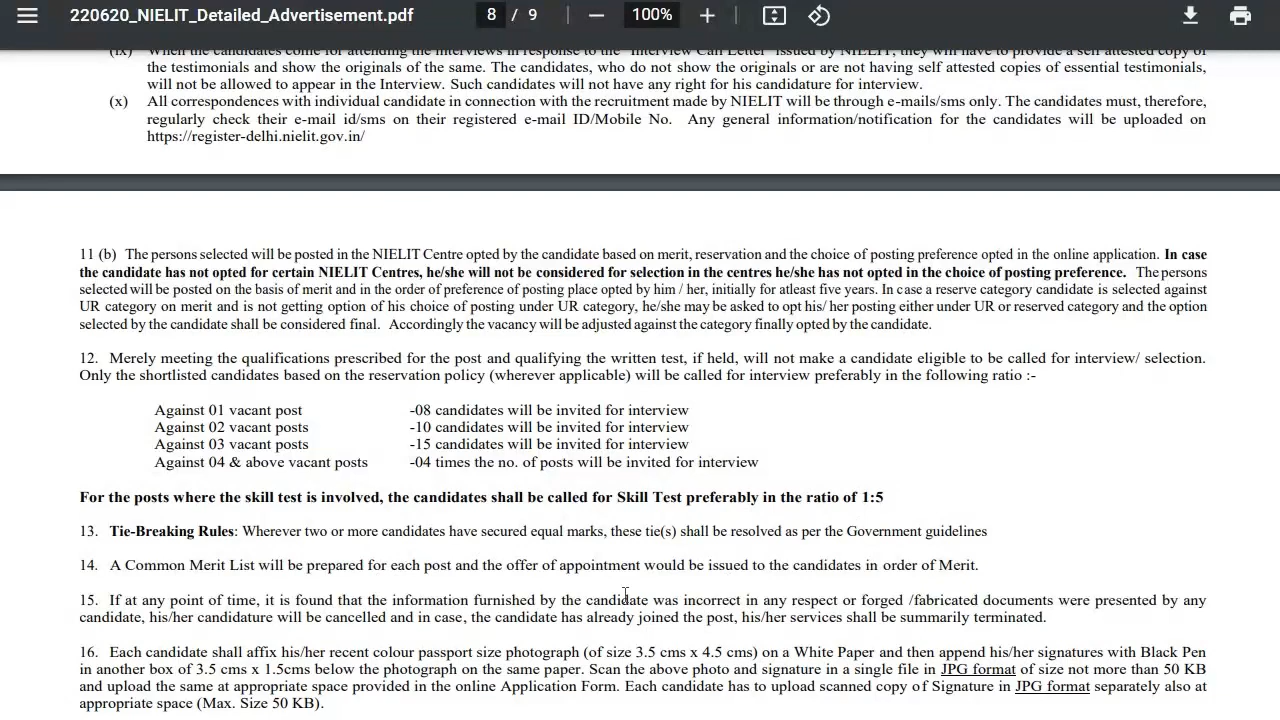 220620_NIELIT_Detailed_Advertisement.pdf 8 / 9 100%
(ix) When the candidates come for attending the interviews in response to the "Interview Call Letter" issued by NIELIT, they will have to provide a self attested copy of
the testimonials and show the originals of the same. The candidates, who do not show the originals or are not having self attested copies of essential testimonials,
will not be allowed to appear in the Interview. Such candidates will not have any right for his candidature for interview.
(x) All correspondences with individual candidate in connection with the recruitment made by NIELIT will be through e-mails/sms only. The candidates must, therefore,
regularly check their e-mail id/sms on their registered e-mail ID/Mobile No. Any general information/notification for the candidates will be uploaded on
https://register-delhi.nielit.gov.in/
11 (b) The persons selected will be posted in the NIELIT Centre opted by the candidate based on merit, reservation and the choice of posting preference opted in the online application. In case
the candidate has not opted for certain NIELIT Centres, he/she will not be considered for selection in the centres he/she has not opted in the choice of posting preference. The persons
selected will be posted on the basis of merit and in the order of preference of posting place opted by him / her, initially for atleast five years. In case a reserve category candidate is selected against
UR category on merit and is not getting option of his choice of posting under UR category, he/she may be asked to opt his/ her posting either under UR or reserved category and the option
selected by the candidate shall be considered final. Accordingly the vacancy will be adjusted against the category finally opted by the candidate.
12. Merely meeting the qualifications prescribed for the post and qualifying the written test, if held, will not make a candidate eligible to be called for interview/ selection.
Only the shortlisted candidates based on the reservation policy (wherever applicable) will be called for interview preferably in the following ratio :-
Against 01 vacant post -08 candidates will be invited for interview
Against 02 vacant posts -10 candidates will be invited for interview
Against 03 vacant posts -15 candidates will be invited for interview
Against 04 & above vacant posts -04 times the no. of posts will be invited for interview
For the posts where the skill test is involved, the candidates shall be called for Skill Test preferably in the ratio of 1:5
13. Tie-Breaking Rules: Wherever two or more candidates have secured equal marks, these tie(s) shall be resolved as per the Government guidelines
14. A Common Merit List will be prepared for each post and the offer of appointment would be issued to the candidates in order of Merit.
15. If at any point of time, it is found that the information furnished by the candidate was incorrect in any respect or forged /fabricated documents were presented by any
candidate, his/her candidature will be cancelled and in case, the candidate has already joined the post, his/her services shall be summarily terminated.
16. Each candidate shall affix his/her recent colour passport size photograph (of size 3.5 cms x 4.5 cms) on a White Paper and then append his/her signatures with Black Pen
in another box of 3.5 cms x 1.5cms below the photograph on the same paper. Scan the above photo and signature in a single file in JPG format of size not more than 50 KB
and upload the same at appropriate space provided in the online Application Form. Each candidate has to upload scanned copy of Signature in JPG format separately also at
appropriate space (Max. Size 50 KB).